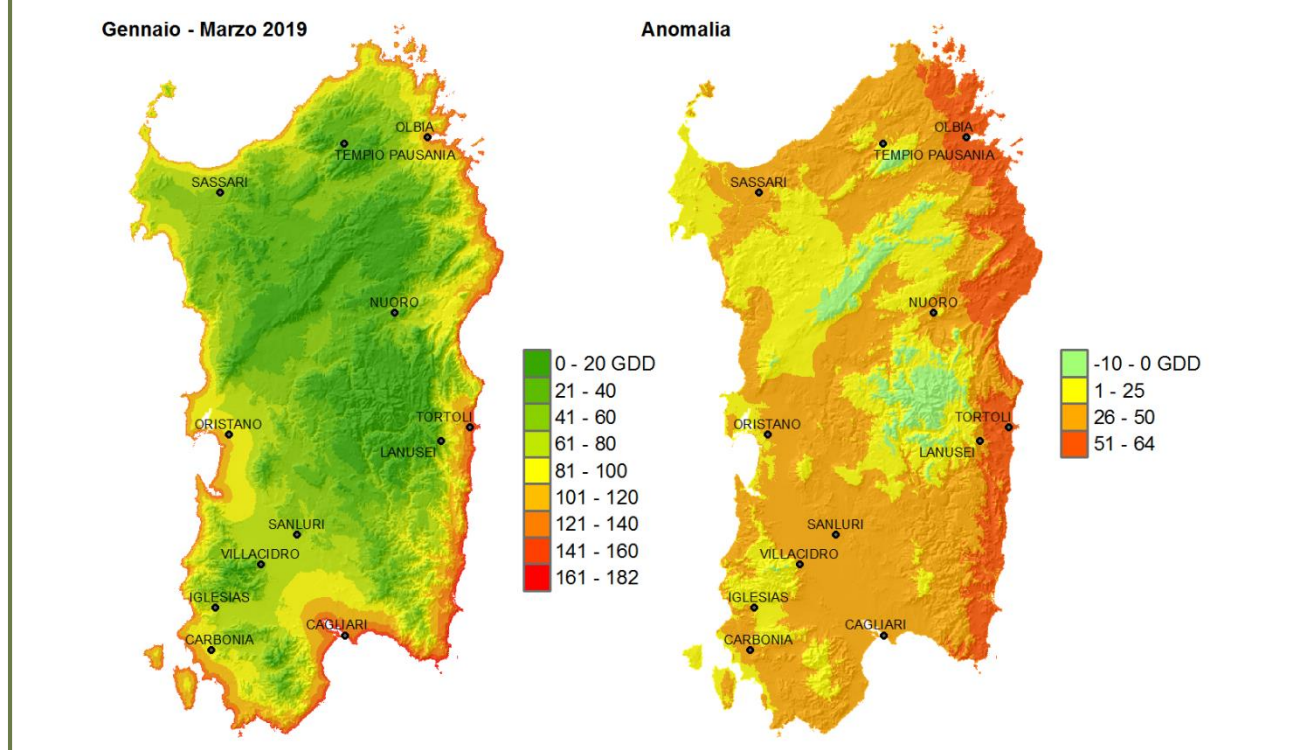 Gennaio - Marzo 2019
OLBIA
TEMPIO PAUSANIA
SASSARI
NUORO
ORISTANO
TORTOLI
LANUSEI
SANLURI
VILLACIDRO
IGLESIAS
CAGLIARI
CARBONIA
0 - 20 GDD
21 - 40
41 - 60
61 - 80
81 - 100
101 - 120
121 - 140
141 - 160
161 - 182
Anomalia
OLBIA
TEMPIO PAUSANIA
SASSARI
NUORO
ORISTANO
TORTOLI
LANUSEI
SANLURI
VILLACIDRO
IGLESIAS
CAGLIARI
CARBONIA
-10 - 0 GDD
1 - 25
26 - 50
51 - 64